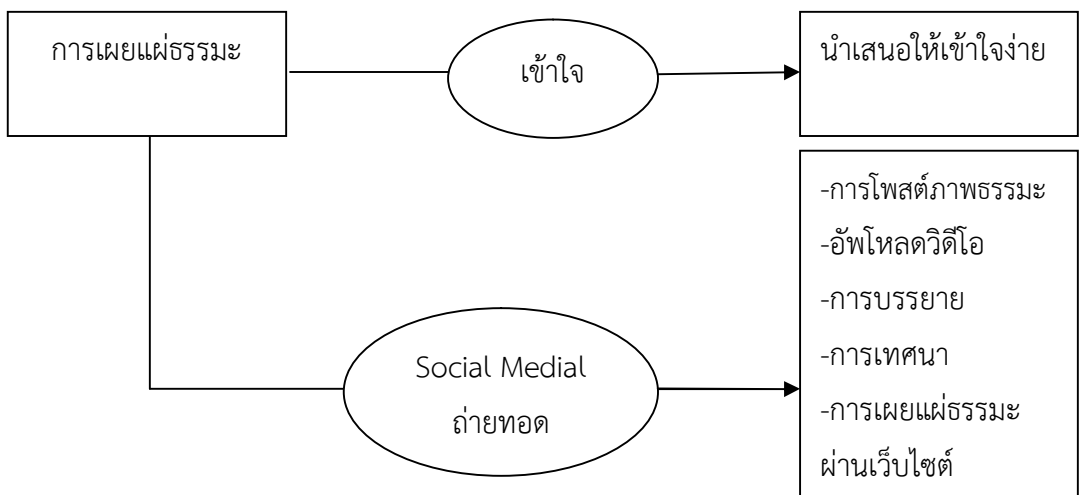 การเผยแผ่ธรรมะ
เข้าใจ
นำเสนอให้เข้าใจง่าย
Social Medial
ถ่ายทอด
-การโพสต์ภาพธรรมะ
-อัพโหลดวิดีโอ
-การบรรยาย
-การเทศนา
-การเผยแผ่ธรรมะ
ผ่านเว็บไซต์